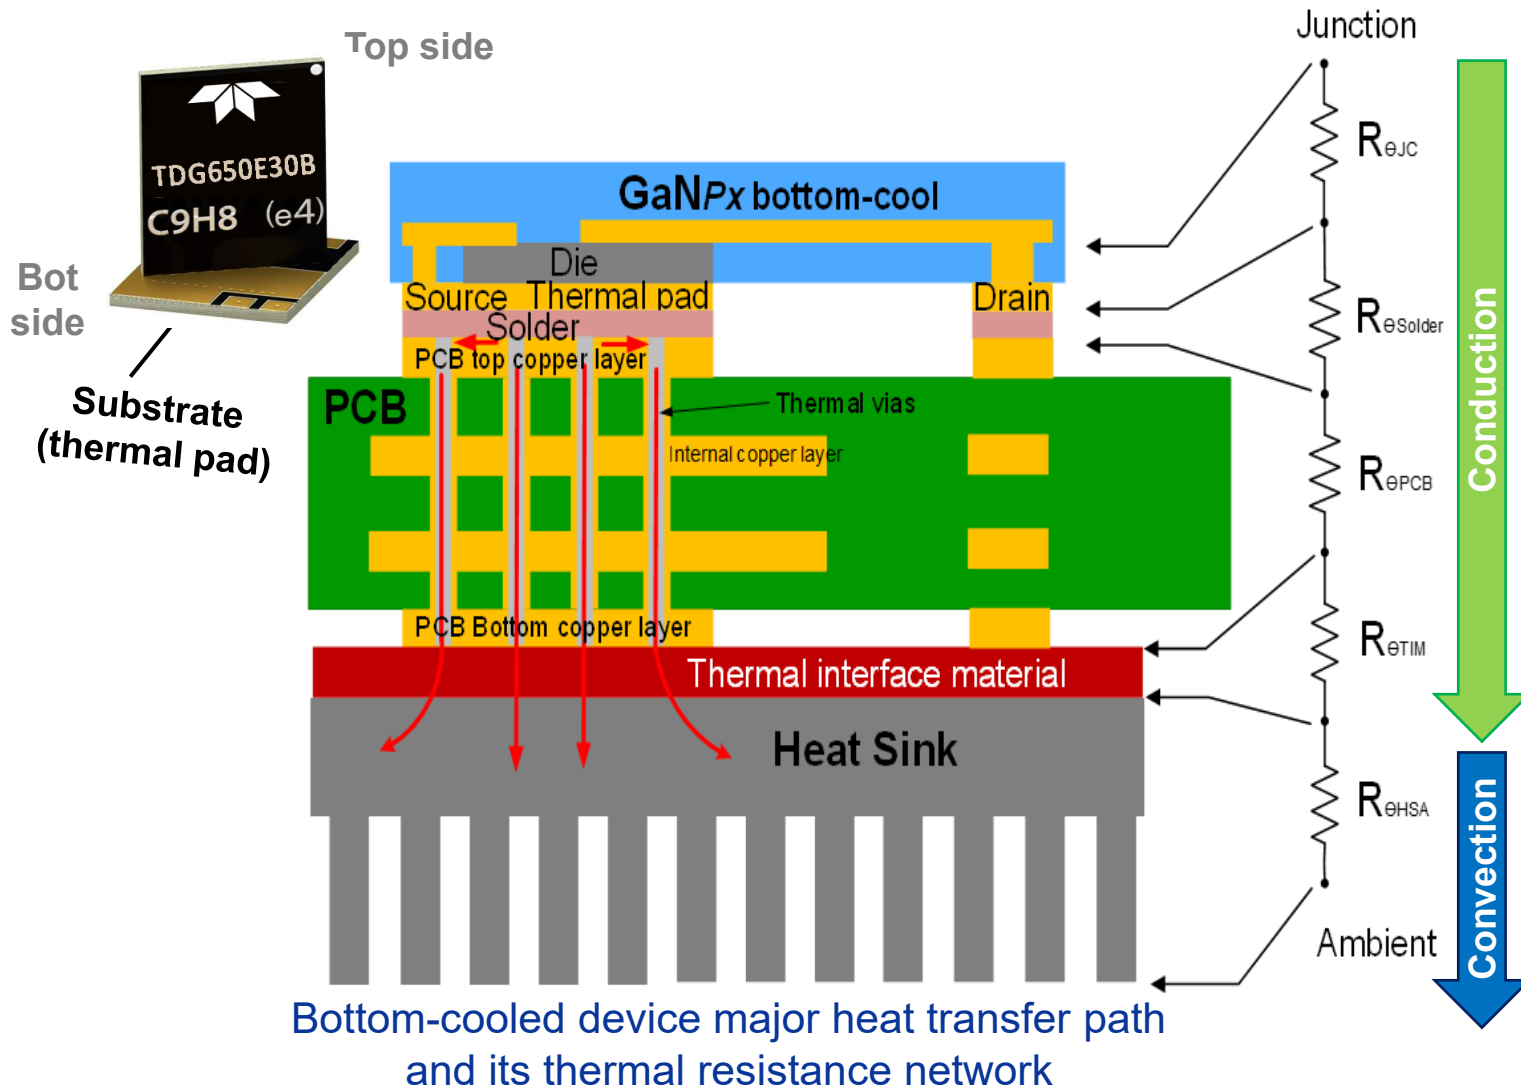 Top side
TDG650E30B
C9H8 (e4)
Bot
side
Substrate
(thermal pad)
GaNPx bottom-cool
Die
Source
Thermal pad
Drain
Solder
PCB top copper layer
PCB
Thermal vias
Internal copper layer
PCB Bottom copper layer
Thermal interface material
Heat Sink
Junction
RΘJC
RΘSolder
RΘPCB
RΘTIM
RΘHSA
Ambient
Conduction
Convection
Bottom-cooled device major heat transfer path
and its thermal resistance network